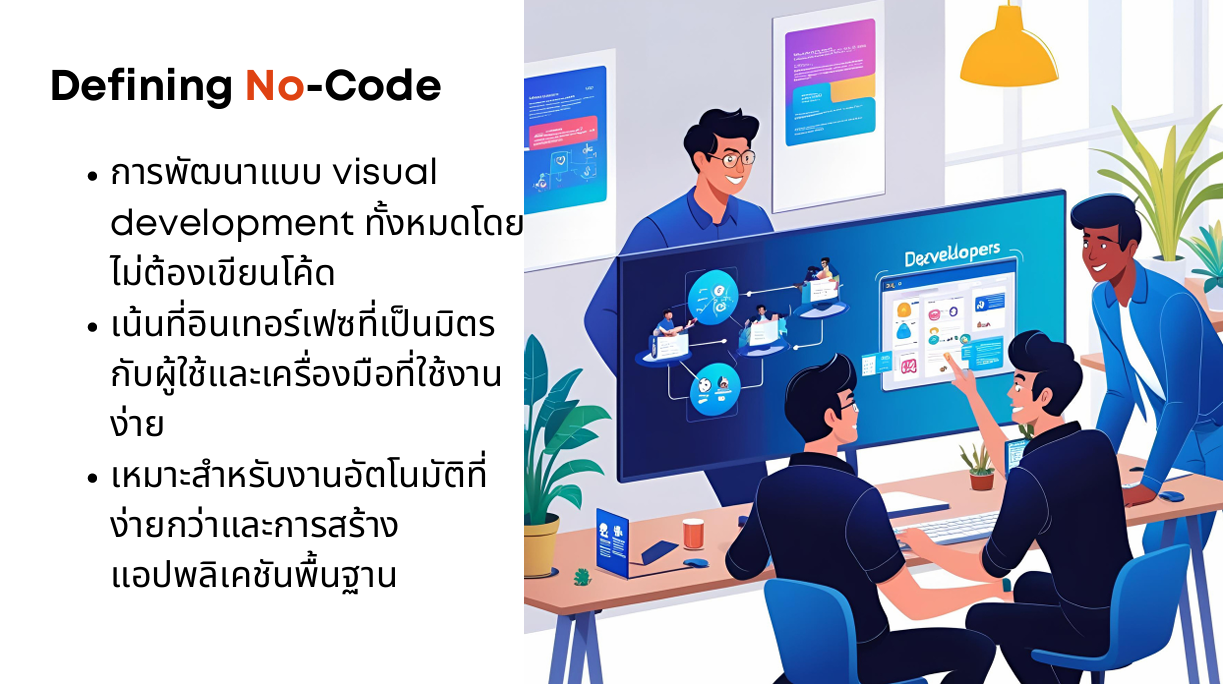 Defining No-Code
• การพัฒนาแบบ visual
development ทั้งหมดโดย
ไม่ต้องเขียนโค้ด
• เน้นที่อินเทอร์เฟซที่เป็นมิตร
กับผู้ใช้และเครื่องมือที่ใช้งาน
ง่าย
• เหมาะสำหรับงานอัตโนมัติที่
ง่ายกว่าและการสร้าง
แอปพลิเคชันพื้นฐาน